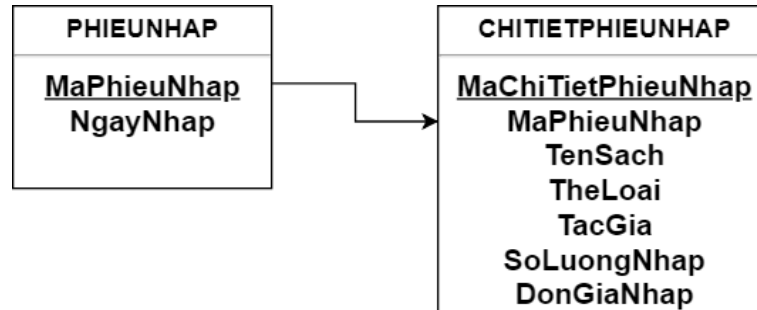 PHIEUNHAP
MaPhieuNhap
NgayNhap
CHITIETPHIEUNHAP
MaChiTietPhieuNhap
MaPhieuNhap
TenSach
TheLoai
TacGia
SoLuongNhap
DonGiaNhap